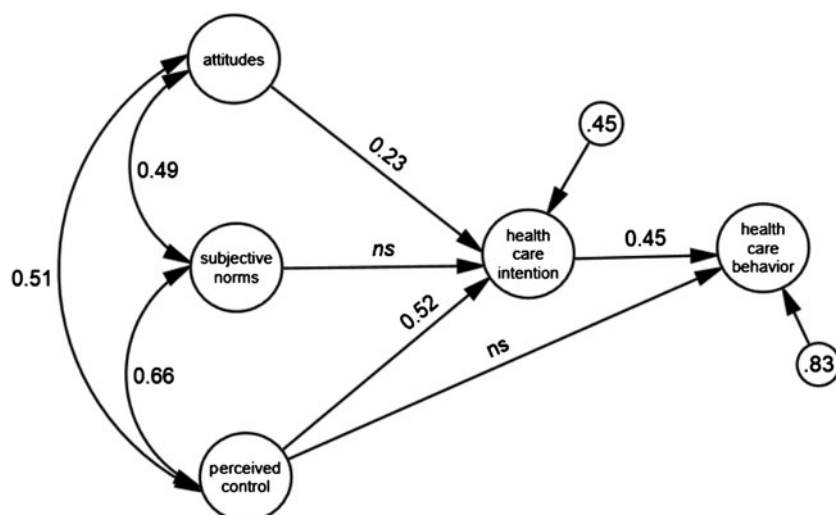 attitudes
.45
0.23
0.49
health
care
intention
0.45
health
care
behavior
subjective
norms
ns
0.51
0.52
ns
0.66
.83
perceived
control